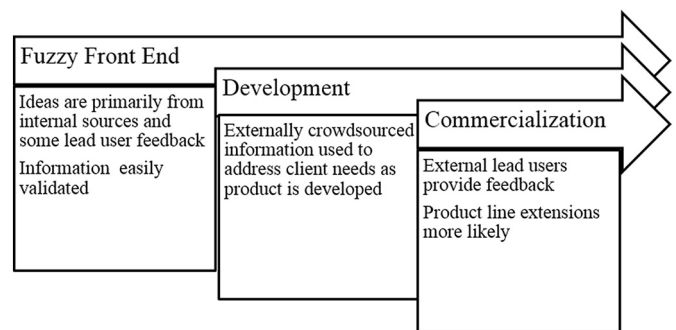 Fuzzy Front End
Ideas are primarily from
internal sources and
some lead user feedback
Information easily
validated
Development
Externally crowdsourced
information used to
address client needs as
product is developed
Commercialization
External lead users
provide feedback
Product line extensions
more likely